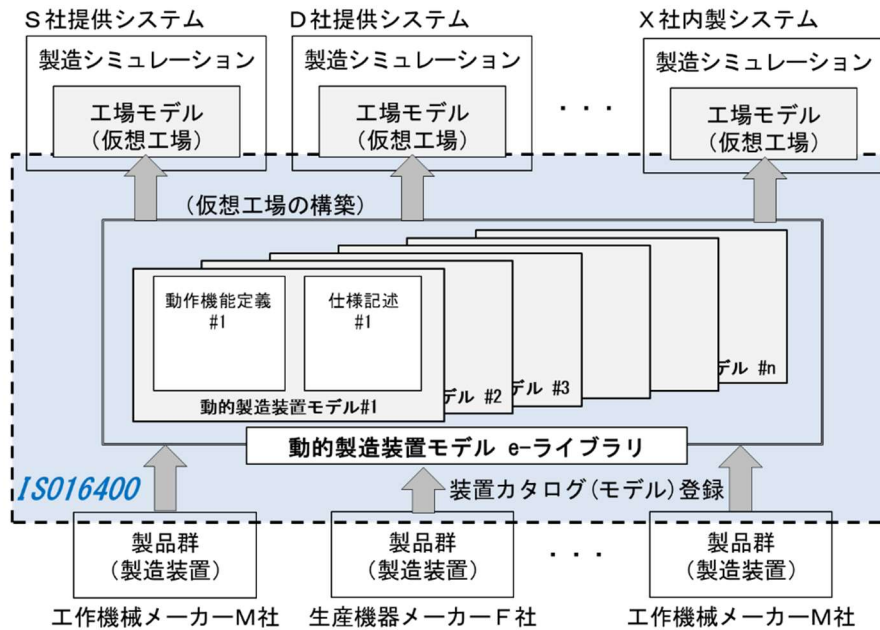 S社提供システム
D社提供システム
X社内製システム
製造シミュレーション
製造シミュレーション
製造シミュレーション
工場モデル
(仮想工場)
工場モデル
(仮想工場)
・・・
工場モデル
(仮想工場)
(仮想工場の構築)
動作機能定義
#1
仕様記述
#1
動的製造装置モデル#1
デル #2
デル #3
デル #n
動的製造装置モデル e-ライブラリ
ISO16400
装置カタログ(モデル)登録
製品群
(製造装置)
製品群
(製造装置)
・・・
製品群
(製造装置)
工作機械メーカーM社
生産機器メーカーF社
工作機械メーカーM社